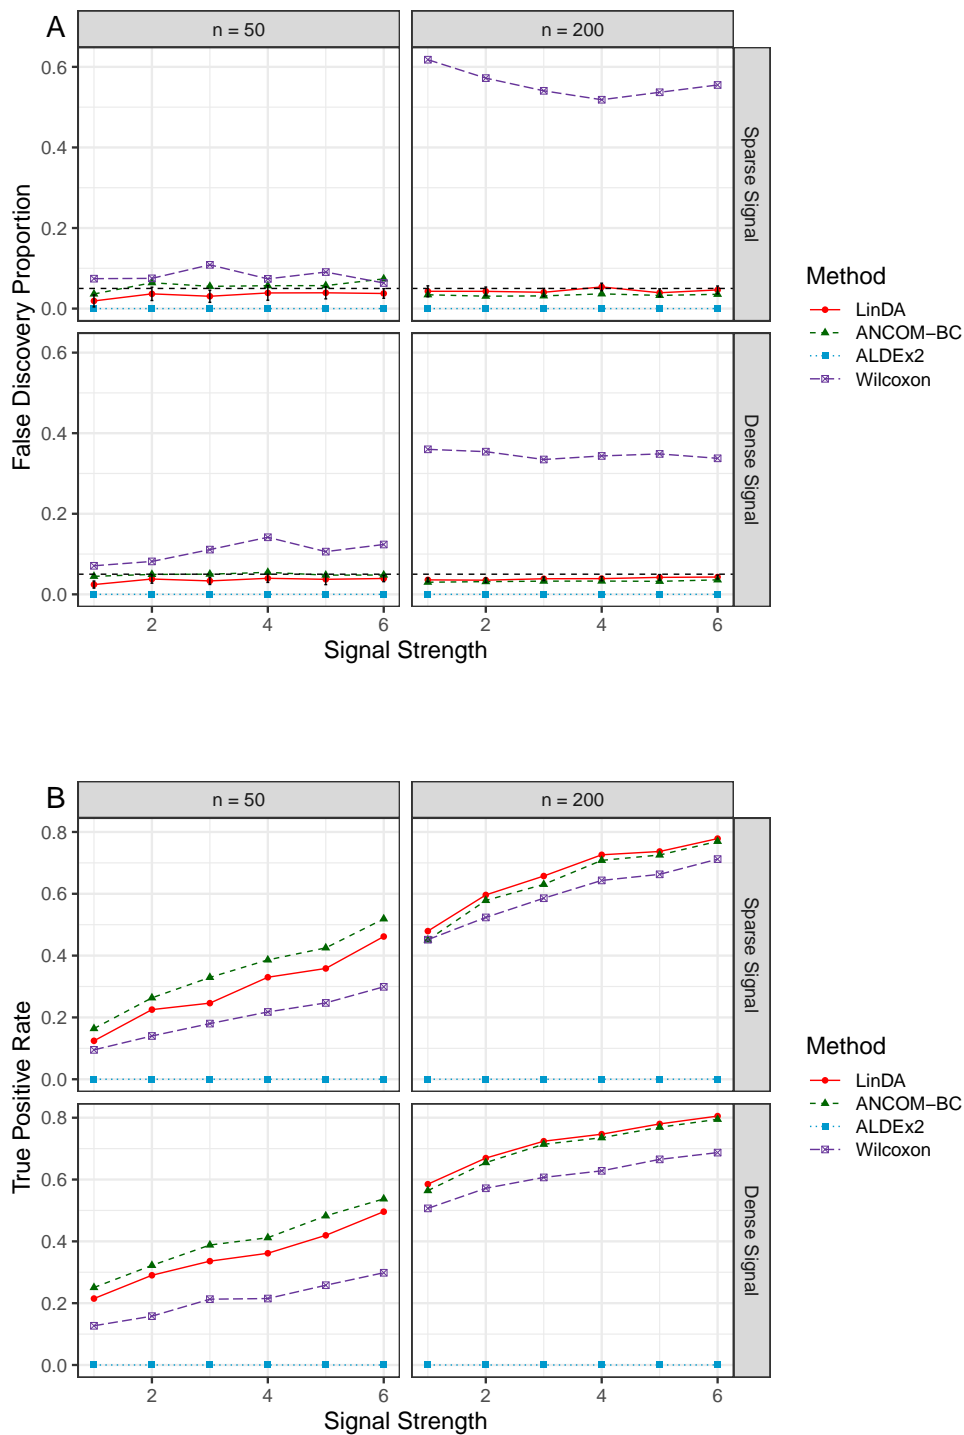 A
n = 50
n = 200
0.6
0.4
0.2
0.0
Sparse Signal
0.6
0.4
0.2
0.0
Dense Signal
False Discovery Proportion
2
4
6
2
4
6
Signal Strength
Method
LinDA
ANCOM−BC
ALDEx2
Wilcoxon
B
n = 50
n = 200
0.8
0.6
0.4
0.2
0.0
Sparse Signal
0.8
0.6
0.4
0.2
0.0
Dense Signal
True Positive Rate
2
4
6
2
4
6
Signal Strength
Method
LinDA
ANCOM−BC
ALDEx2
Wilcoxon